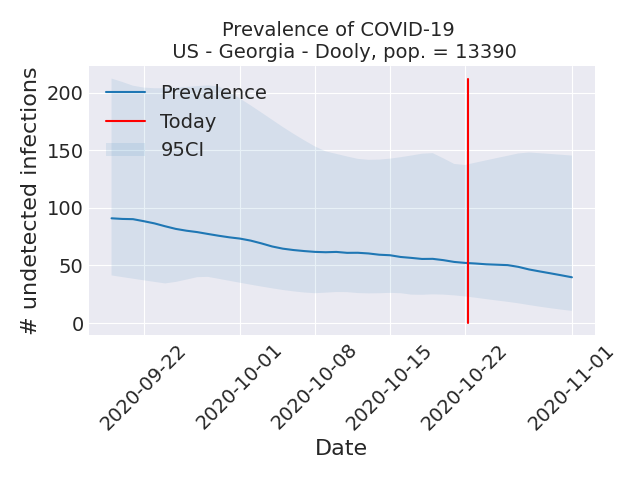 Prevalence of COVID-19
US - Georgia - Dooly, pop. = 13390
# undetected infections
200
150
100
50
0
Prevalence
Today
95CI
2020-09-22
2020-10-01
2020-10-08
2020-10-15
2020-10-22
2020-11-01
Date